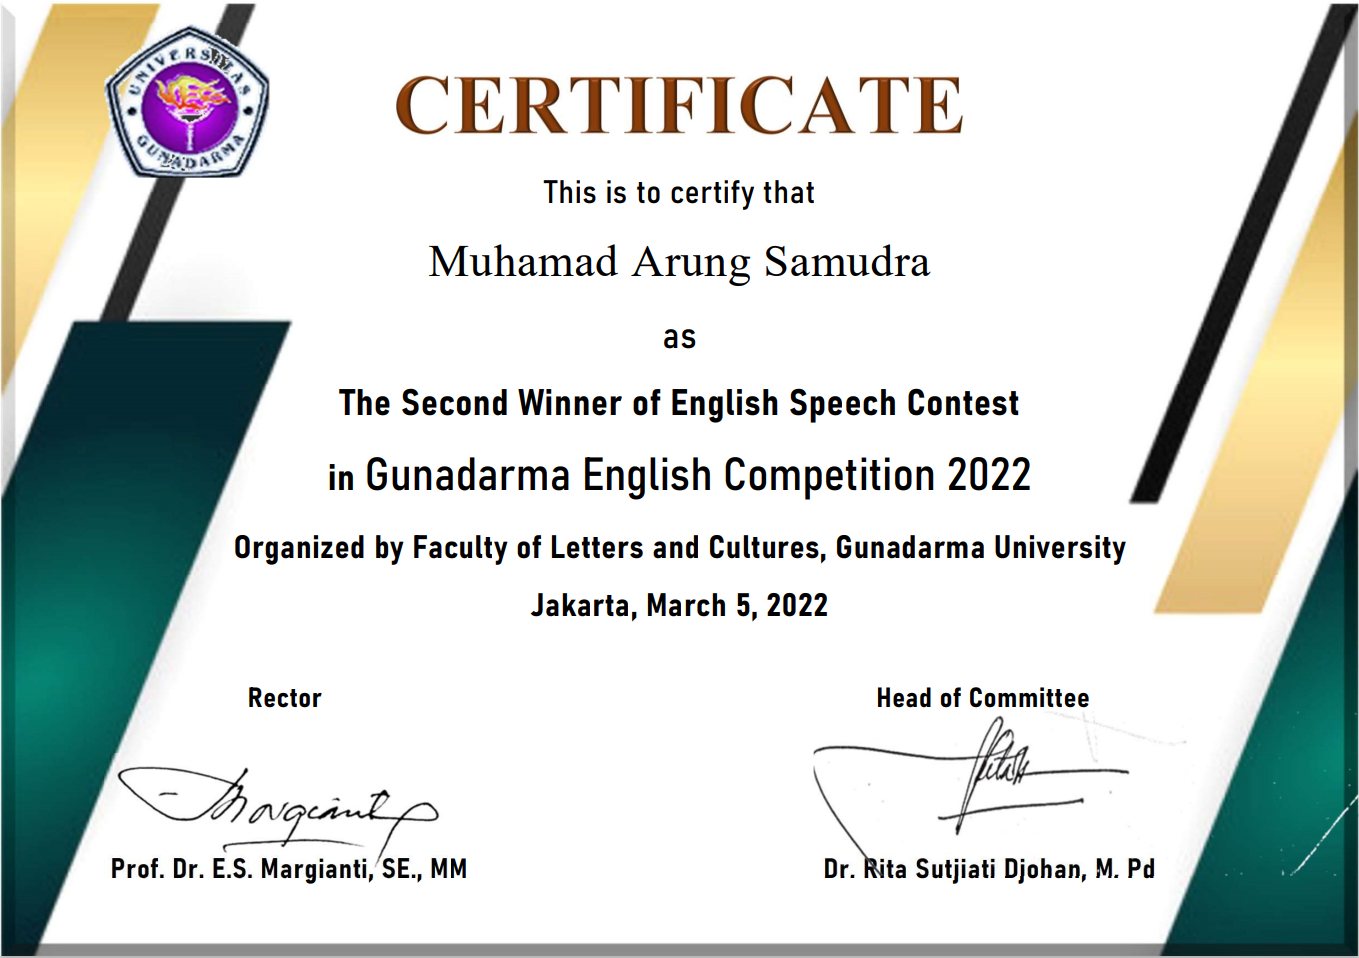 UNIVERSITAS
GUNADARMA
CERTIFICATE
This is to certify that
Muhamad Arung Samudra
as
The Second Winner of English Speech Contest
in Gunadarma English Competition 2022
Organized by Faculty of Letters and Cultures, Gunadarma University
Jakarta, March 5, 2022
Rector
Head of Committee
Prof. Dr. E.S. Margianti, SE., MM
Dr. Rita Sutjiati Djohan, M. Pd